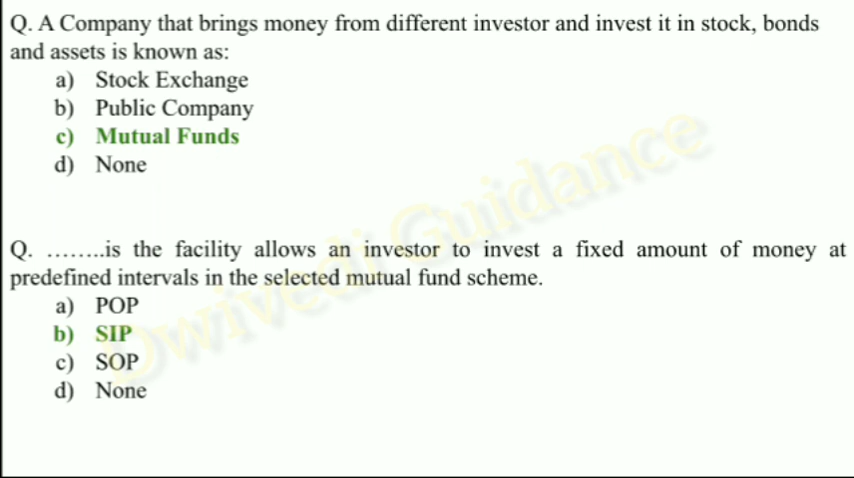 Q. A Company that brings money from different investor and invest it in stock, bonds
and assets is known as:
a) Stock Exchange
b) Public Company
c) Mutual Funds
d) None
Q. ........is the facility allows an investor to invest a fixed amount of money at
predefined intervals in the selected mutual fund scheme.
a) POP
b) SIP
c) SOP
d) None
Dwivedi Guidance